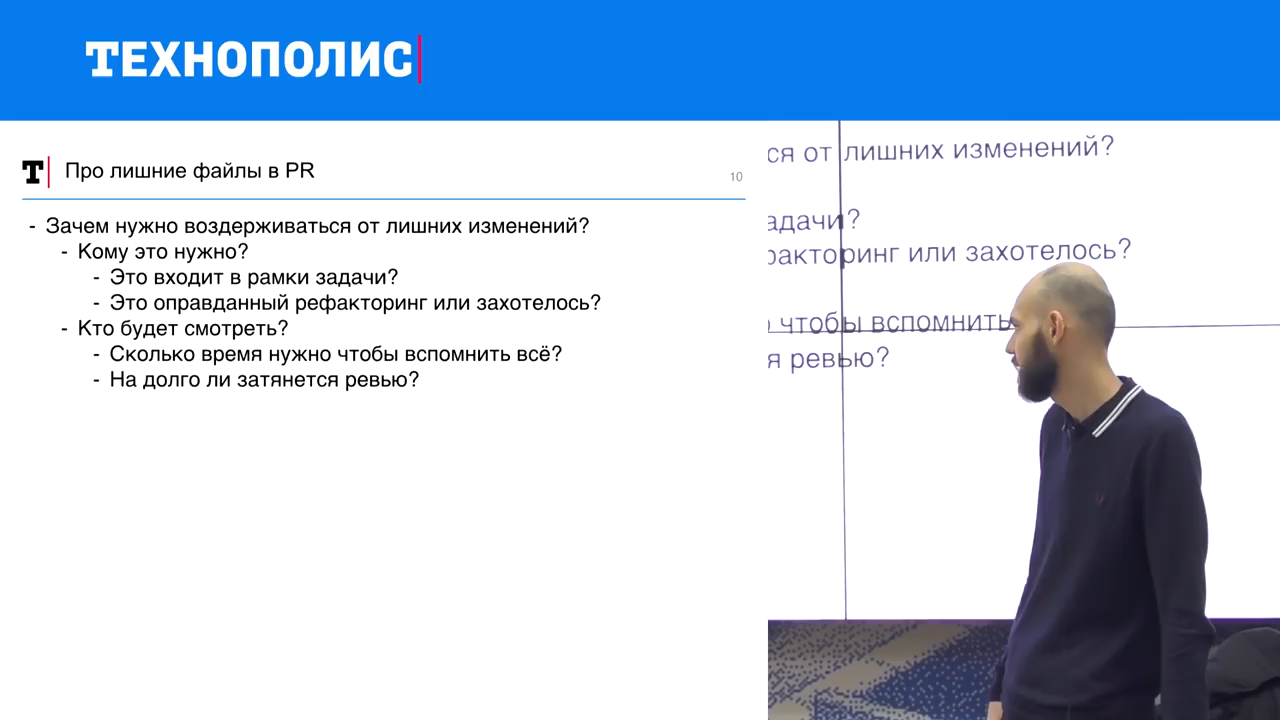 ТЕХНОПОЛИС
Т Про лишние файлы в PR
10
- Зачем нужно воздерживаться от лишних изменений?
- Кому это нужно?
- Это входит в рамки задачи?
- Это оправданный рефакторинг или захотелось?
- Кто будет смотреть?
- Сколько время нужно чтобы вспомнить всё?
- На долго ли затянется ревью?
ся от лишних изменений?
адачи?
факторинг или захотелось?
чтобы вспомнить
я ревью?